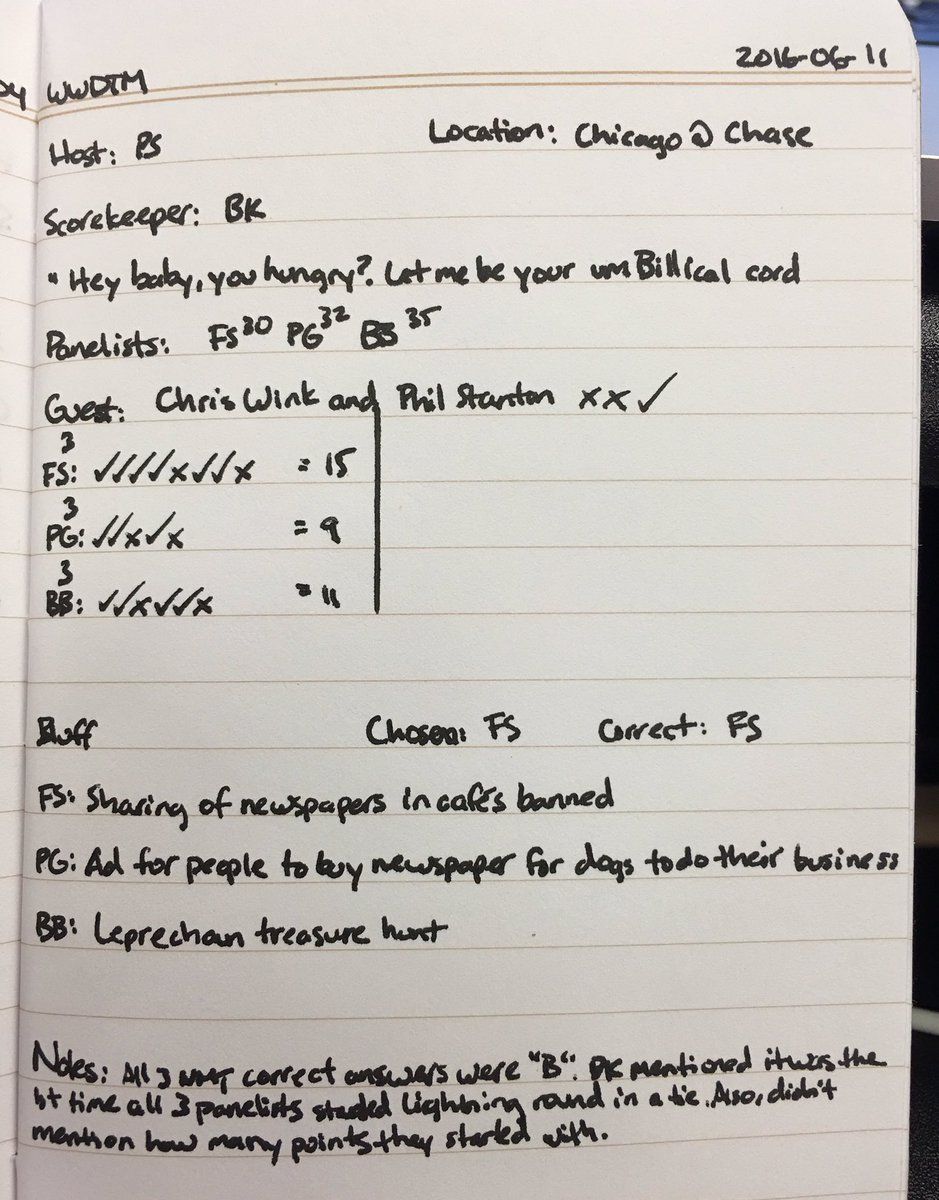 WWDTM 2016-06-11
Host: PS Location: Chicago @ Chase
Scorekeeper: BK
"Hey baby, you hungry? Let me be your umBillical cord
Panelists: FS 30 PG 32 BB 35
Guest: Chris Wink and Phil Stanton xx✓
3
FS: ✓✓✓✓x✓✓x = 15
3
PG: ✓✓x✓x = 9
3
BB: ✓✓x✓✓x = 11
Bluff Chosen: FS Correct: FS
FS: Sharing of newspapers in cafés banned
PG: Ad for people to buy newspaper for dogs to do their business
BB: Leprechan treasure hunt
Notes: All 3 NMJ correct answers were "B". BK mentioned it was the
1st time all 3 panelists started Lightning round in a tie. Also, didn't
mention how many points they started with.